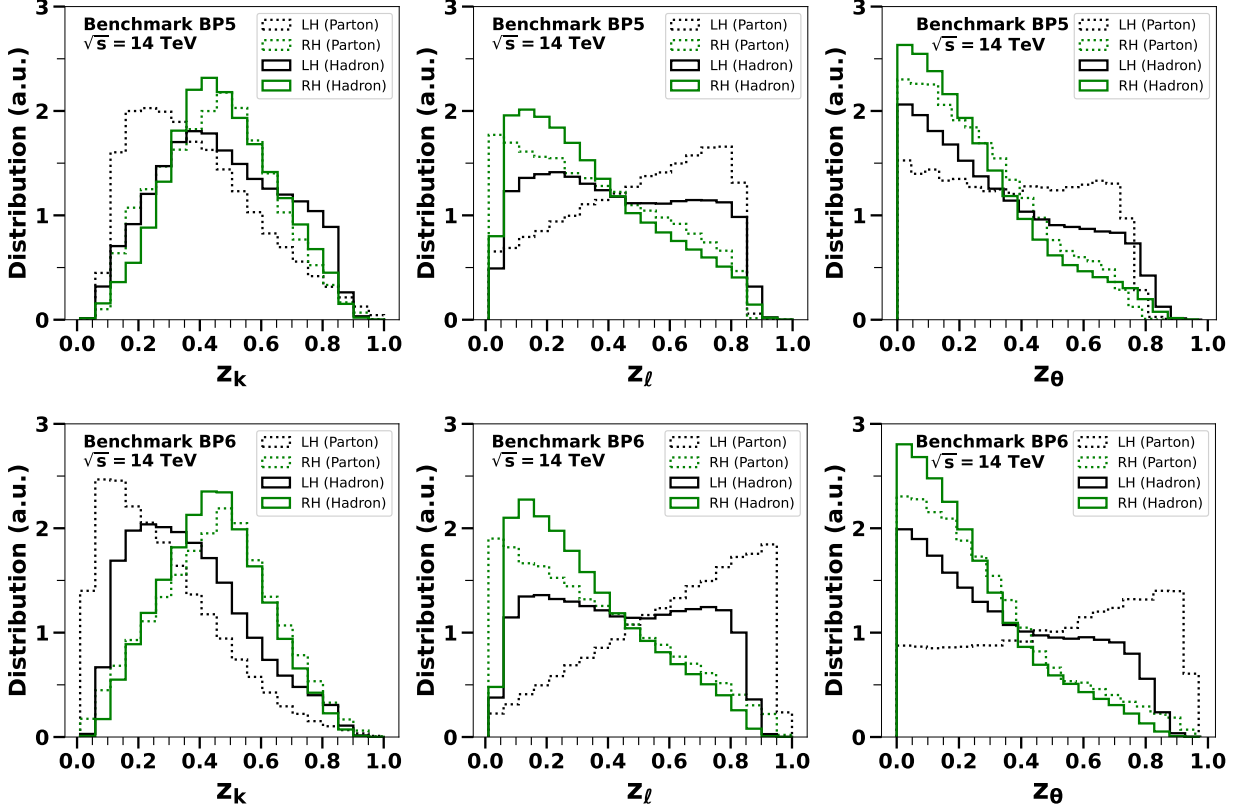 Benchmark BP5
√s = 14 TeV
LH (Parton)
RH (Parton)
LH (Hadron)
RH (Hadron)
Distribution (a.u.)
3
2
1
0
0.0 0.2 0.4 0.6 0.8 1.0
z_k
Benchmark BP5
√s = 14 TeV
LH (Parton)
RH (Parton)
LH (Hadron)
RH (Hadron)
Distribution (a.u.)
3
2
1
0
0.0 0.2 0.4 0.6 0.8 1.0
z_ℓ
Benchmark BP5
√s = 14 TeV
LH (Parton)
RH (Parton)
LH (Hadron)
RH (Hadron)
Distribution (a.u.)
3
2
1
0
0.0 0.2 0.4 0.6 0.8 1.0
z_θ
Benchmark BP6
√s = 14 TeV
LH (Parton)
RH (Parton)
LH (Hadron)
RH (Hadron)
Distribution (a.u.)
3
2
1
0
0.0 0.2 0.4 0.6 0.8 1.0
z_k
Benchmark BP6
√s = 14 TeV
LH (Parton)
RH (Parton)
LH (Hadron)
RH (Hadron)
Distribution (a.u.)
3
2
1
0
0.0 0.2 0.4 0.6 0.8 1.0
z_ℓ
Benchmark BP6
√s = 14 TeV
LH (Parton)
RH (Parton)
LH (Hadron)
RH (Hadron)
Distribution (a.u.)
3
2
1
0
0.0 0.2 0.4 0.6 0.8 1.0
z_θ